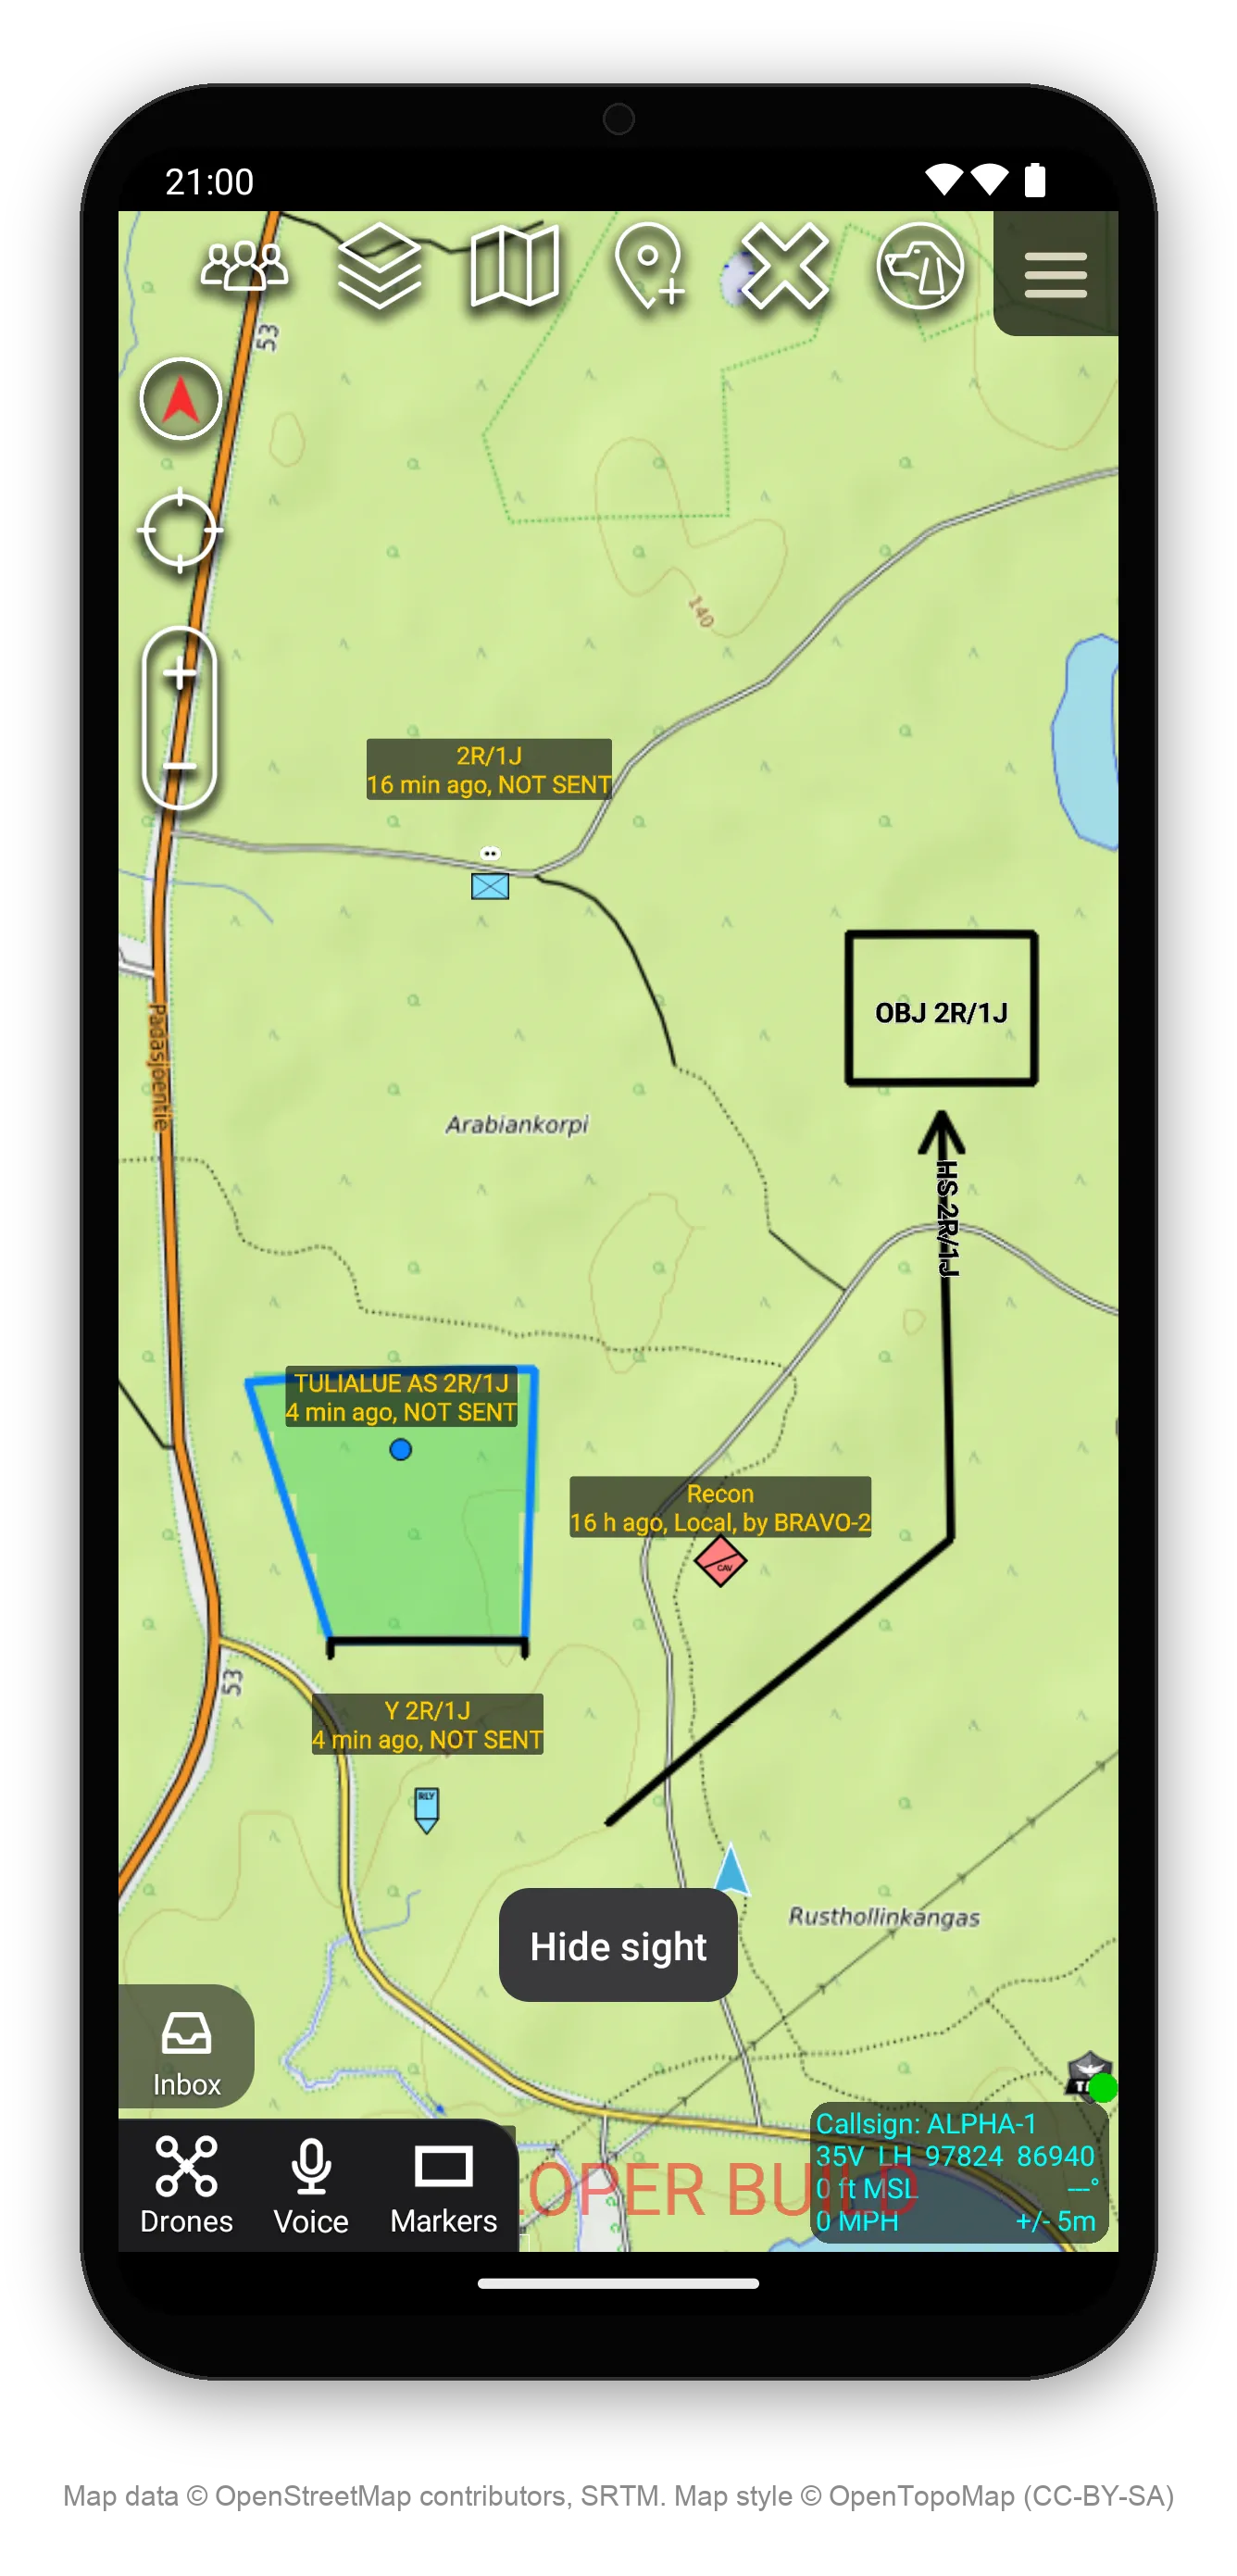 21:00
53
140
2R/1J
16 min ago, NOT SENT
OBJ 2R/1J
Padasjoentie
Arabiankorpi
HS 2R/1J
TULIALUE AS 2R/1J
4 min ago, NOT SENT
Recon
16 h ago, Local, by BRAVO-2
CAV
53
Y 2R/1J
4 min ago, NOT SENT
RLY
Rusthollinkangas
Hide sight
Inbox
Callsign: ALPHA-1
35V LH 97824 86940
0 ft MSL ---°
0 MPH +/- 5m
OPER BUILD
Drones Voice Markers
Map data © OpenStreetMap contributors, SRTM. Map style © OpenTopoMap (CC-BY-SA)